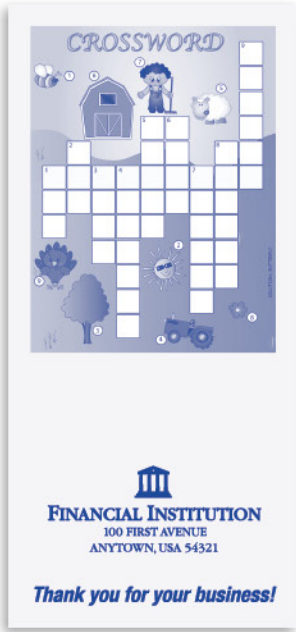 CROSSWORD
FINANCIAL INSTITUTION
100 FIRST AVENUE
ANYTOWN, USA 54321
Thank you for your business!